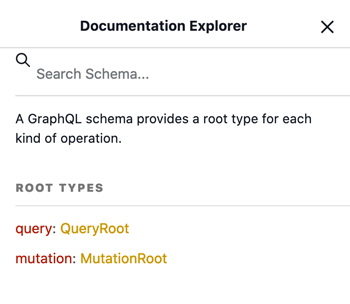 Documentation Explorer
Search Schema...
A GraphQL schema provides a root type for each
kind of operation.
ROOT TYPES
query: QueryRoot
mutation: MutationRoot